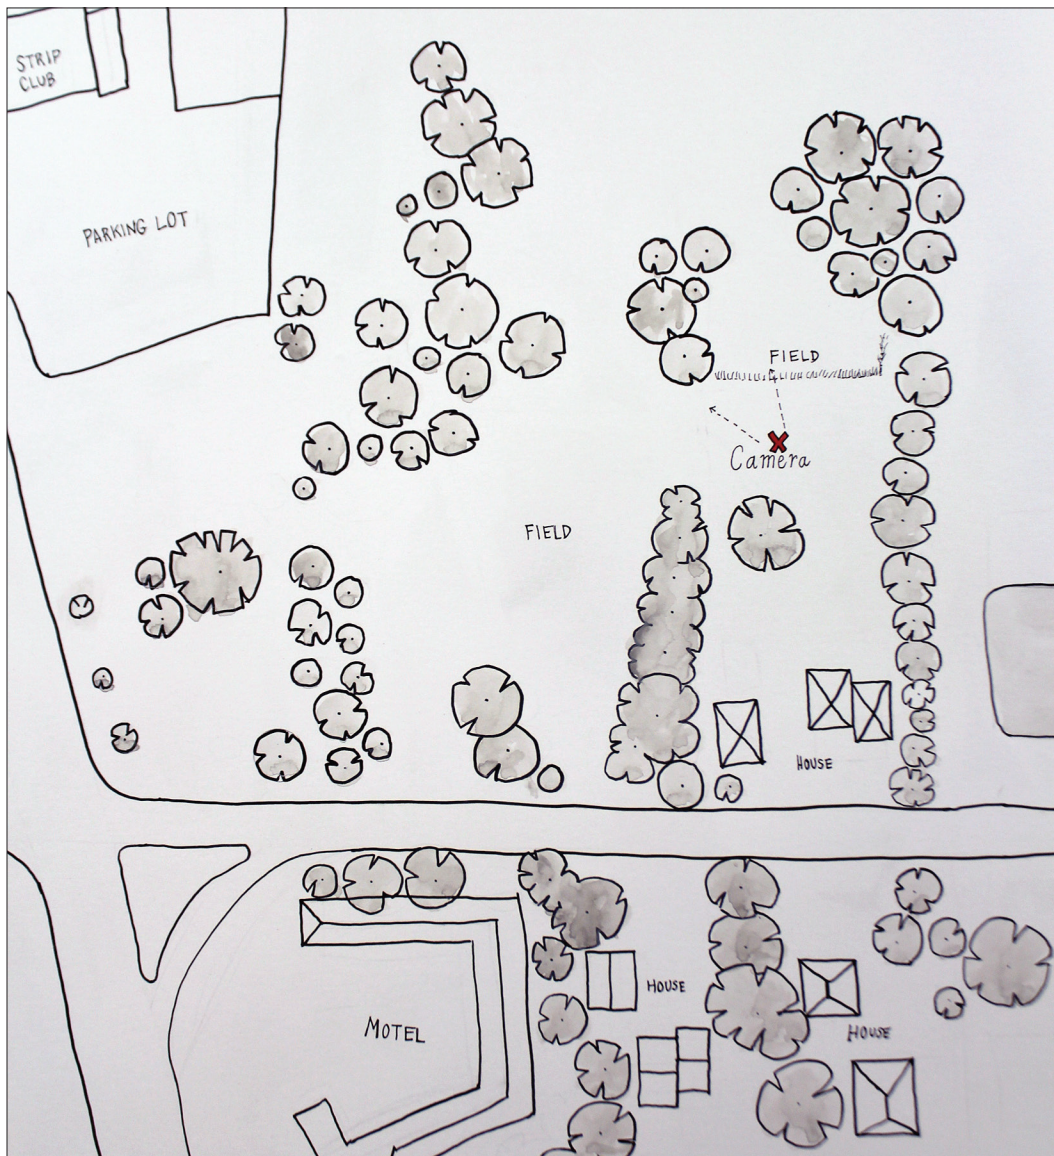 STRIP
CLUB
PARKING LOT
FIELD
Camera
FIELD
HOUSE
HOUSE
MOTEL
HOUSE